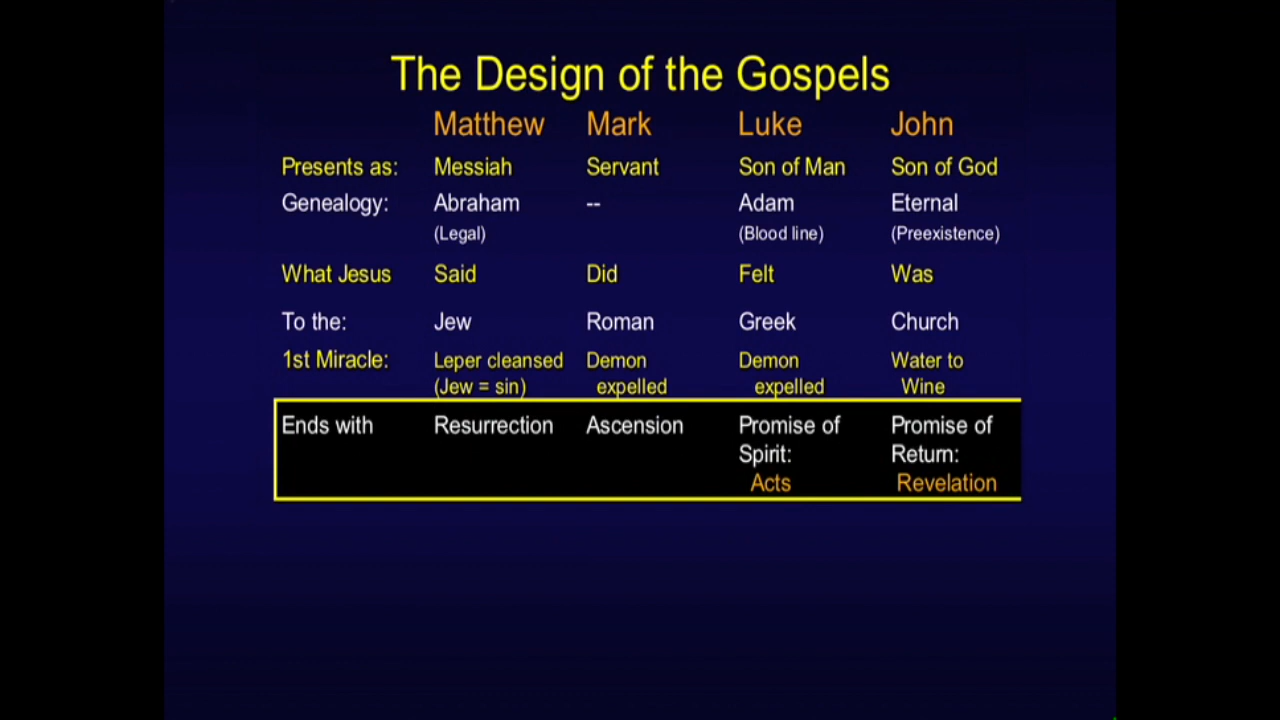 The Design of the Gospels
Matthew Mark Luke John
Presents as: Messiah Servant Son of Man Son of God
Genealogy: Abraham -- Adam Eternal
(Legal) (Blood line) (Preexistence)
What Jesus Said Did Felt Was
To the: Jew Roman Greek Church
1st Miracle: Leper cleansed Demon Demon Water to
(Jew = sin) expelled expelled Wine
Ends with Resurrection Ascension Promise of Promise of
Spirit: Return:
Acts Revelation